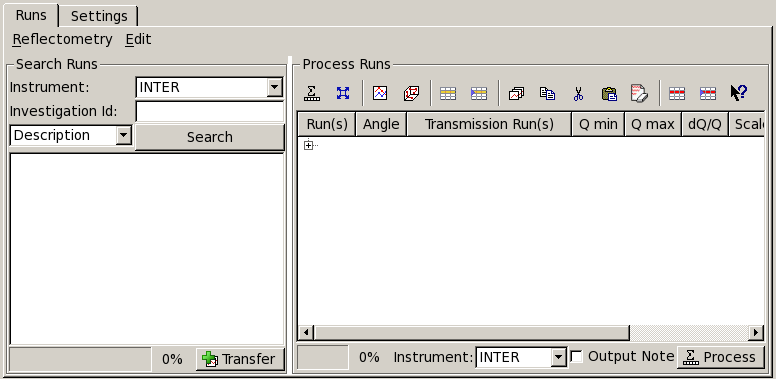 Runs Settings
Reflectometry Edit
Search Runs
Instrument: INTER
Investigation Id:
Description Search
0% Transfer
Process Runs
Run(s) Angle Transmission Run(s) Q min Q max dQ/Q Scale
0% Instrument: INTER Output Note Process